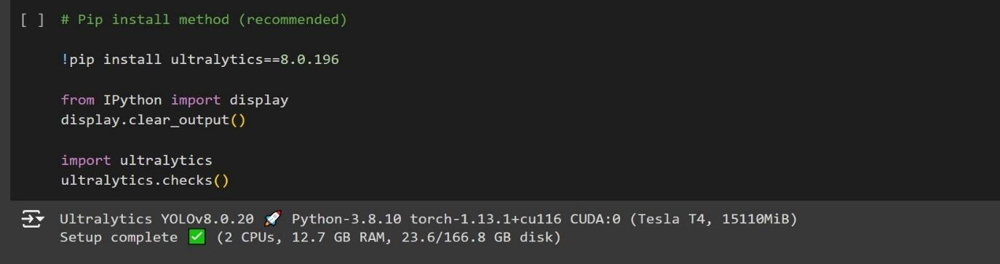 [ ] # Pip install method (recommended)
!pip install ultralytics==8.0.196
from IPython import display
display.clear_output()
import ultralytics
ultralytics.checks()
Ultralytics YOLOv8.0.20 🚀 Python-3.8.10 torch-1.13.1+cu116 CUDA:0 (Tesla T4, 15110MiB)
Setup complete ✅ (2 CPUs, 12.7 GB RAM, 23.6/166.8 GB disk)